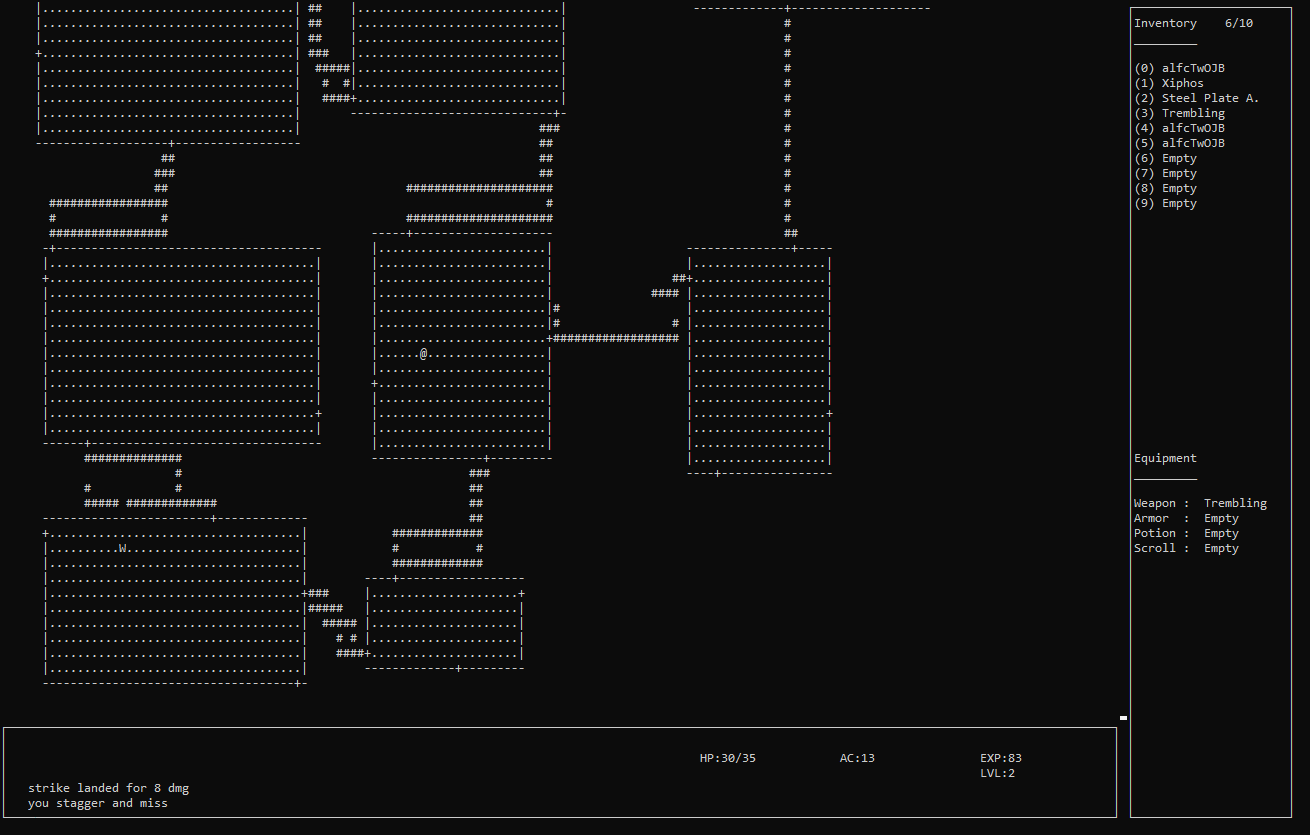 Inventory 6/10
(0) alfcTwOJB
(1) Xiphos
(2) Steel Plate A.
(3) Trembling
(4) alfcTwOJB
(5) alfcTwOJB
(6) Empty
(7) Empty
(8) Empty
(9) Empty
@
Equipment
Weapon : Trembling
Armor : Empty
Potion : Empty
Scroll : Empty
W
HP:30/35 AC:13 EXP:83
LVL:2
strike landed for 8 dmg
you stagger and miss